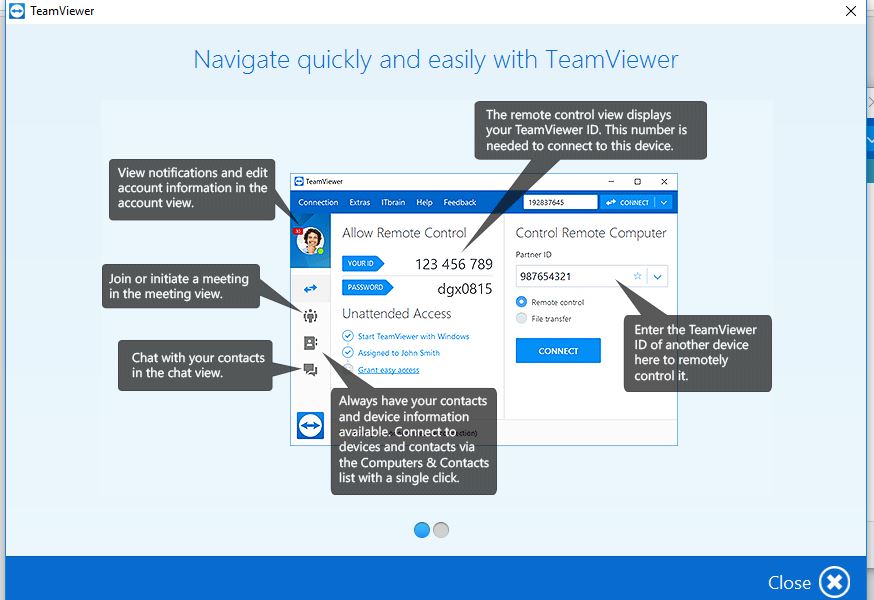 TeamViewer
Navigate quickly and easily with TeamViewer
The remote control view displays
your TeamViewer ID. This number is
needed to connect to this device.
View notifications and edit
account information in the
account view.
Join or initiate a meeting
in the meeting view.
Chat with your contacts
in the chat view.
TeamViewer
Connection Extras ITbrain Help Feedback 192837645 CONNECT
Allow Remote Control
YOUR ID 123 456 789
PASSWORD dgx0815
Unattended Access
Start TeamViewer with Windows
Assigned to John Smith
Grant easy access
Control Remote Computer
Partner ID
987654321
Remote control
File transfer
CONNECT
Enter the TeamViewer
ID of another device
here to remotely
control it.
Always have your contacts
and device information
available. Connect to
devices and contacts via
the Computers & Contacts
list with a single click.
Close